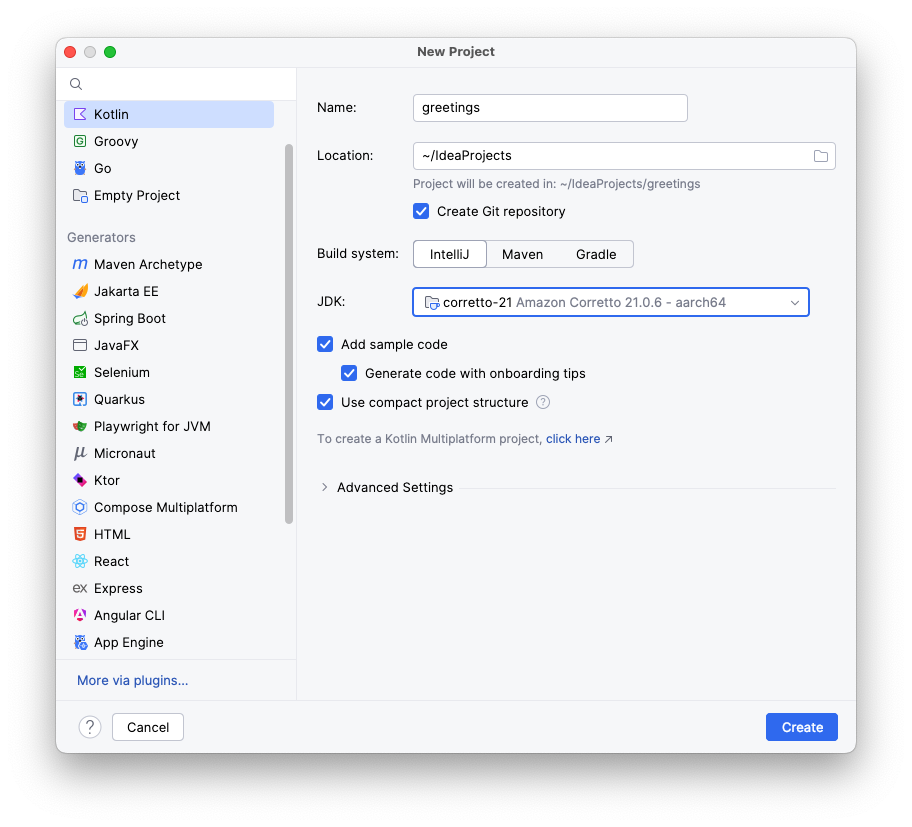 New Project
Kotlin
Groovy
Go
Empty Project
Generators
Maven Archetype
Jakarta EE
Spring Boot
JavaFX
Selenium
Quarkus
Playwright for JVM
Micronaut
Ktor
Compose Multiplatform
HTML
React
Express
Angular CLI
App Engine
More via plugins...
Name: greetings
Location: ~/IdeaProjects
Project will be created in: ~/IdeaProjects/greetings
Create Git repository
Build system: IntelliJ Maven Gradle
JDK: corretto-21 Amazon Corretto 21.0.6 - aarch64
Add sample code
Generate code with onboarding tips
Use compact project structure ?
To create a Kotlin Multiplatform project, click here ↗
Advanced Settings
? Cancel Create